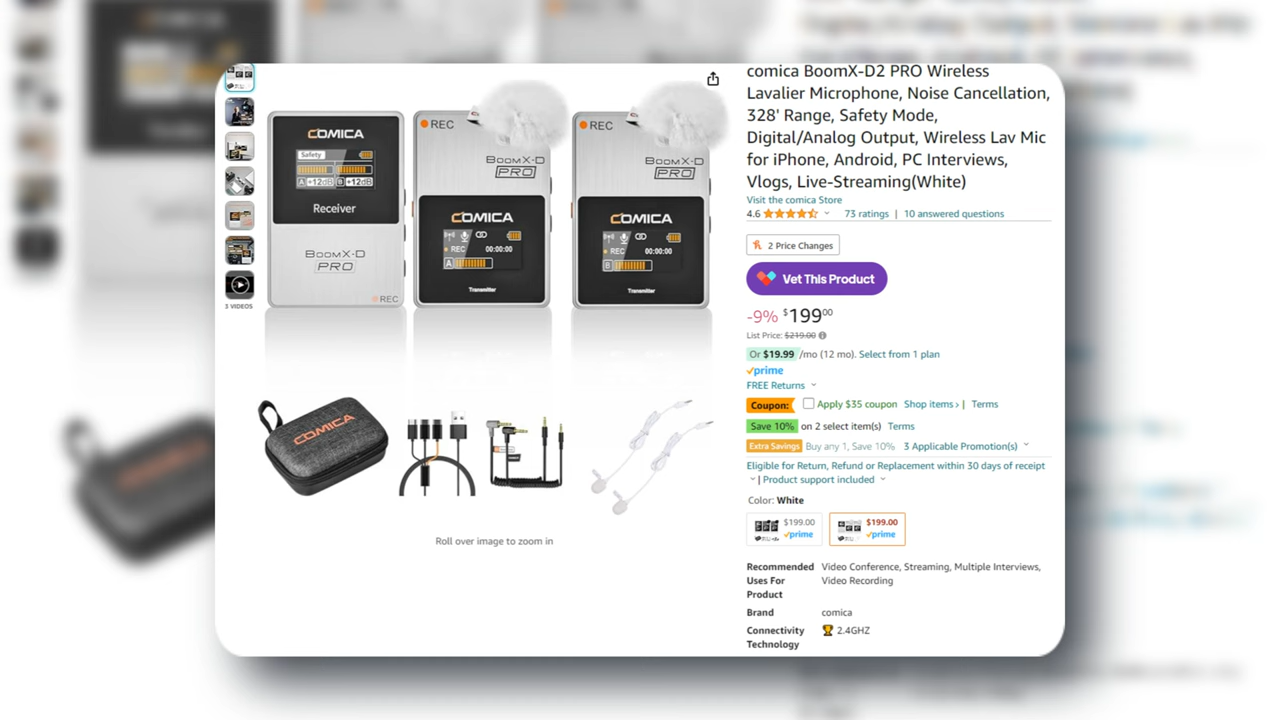 comica BoomX-D2 PRO Wireless
Lavalier Microphone, Noise Cancellation,
328' Range, Safety Mode,
Digital/Analog Output, Wireless Lav Mic
for iPhone, Android, PC Interviews,
Vlogs, Live-Streaming(White)
Visit the comica Store
4.6 73 ratings | 10 answered questions
2 Price Changes
Vet This Product
-9% $199.00
List Price: $219.00
Or $19.99 /mo (12 mo). Select from 1 plan
prime
FREE Returns
Coupon: Apply $35 coupon Shop items > | Terms
Save 10% on 2 select item(s) Terms
Extra Savings Buy any 1, Save 10% 3 Applicable Promotion(s)
Eligible for Return, Refund or Replacement within 30 days of receipt
| Product support included
Color: White
$199.00 prime
$199.00 prime
Recommended Uses For Product Video Conference, Streaming, Multiple Interviews, Video Recording
Brand comica
Connectivity Technology 2.4GHZ
3 VIDEOS
COMICA
Safety
A +12dB B +12dB
Receiver
BOOMX-D
PRO
REC
REC
BOOMX-D
PRO
COMICA
REC 00:00:00
A
Transmitter
REC
BOOMX-D
PRO
COMICA
REC 00:00:00
B
Transmitter
COMICA
Roll over image to zoom in